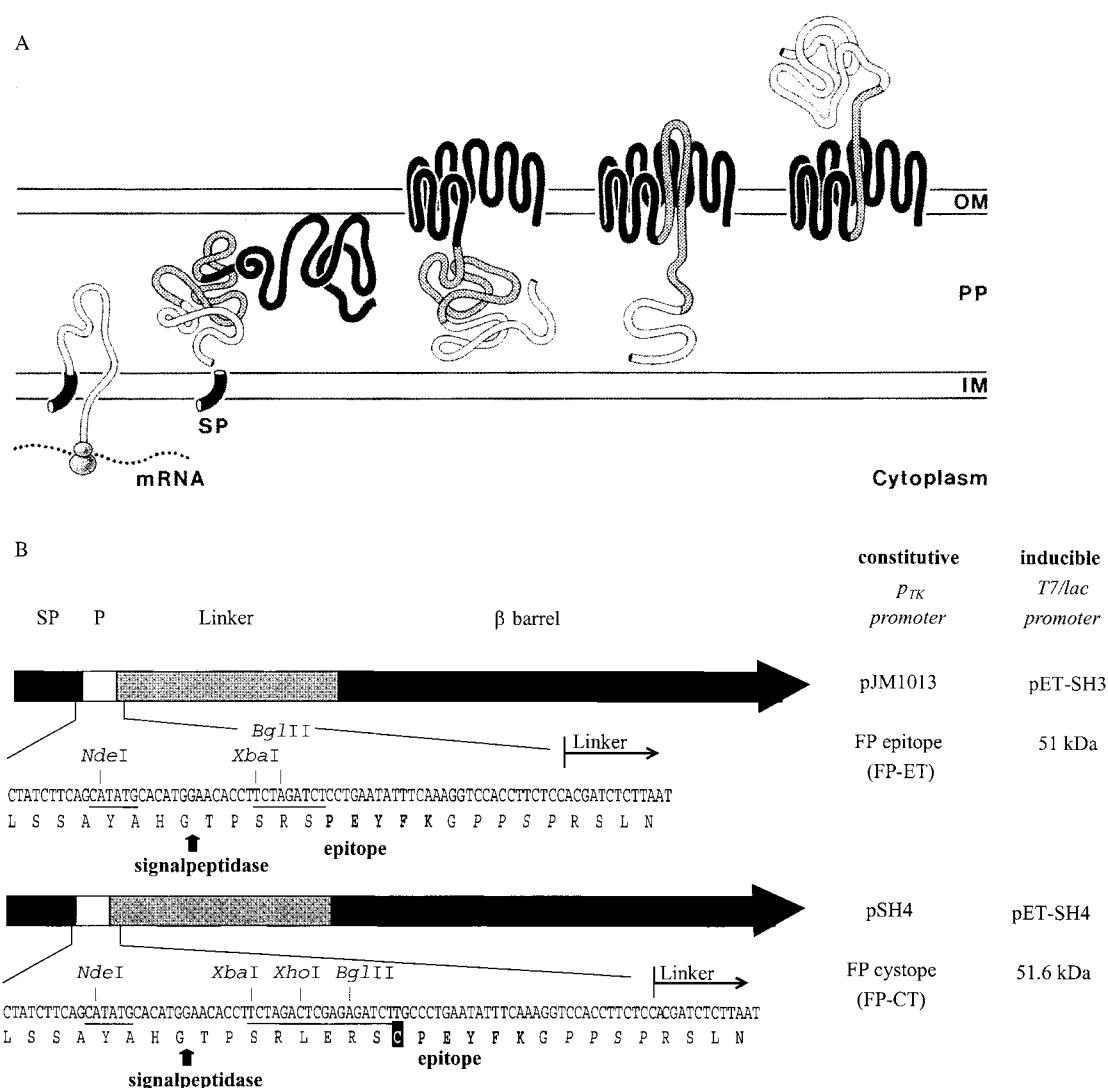 A
OM
PP
IM
SP
mRNA
Cytoplasm
B
constitutive inducible
pTK T7/lac
promoter promoter
SP P Linker β barrel
pJM1013 pET-SH3
BglII
NdeI XbaI
Linker
FP epitope 51 kDa
(FP-ET)
CTATCTTCAGCATATGCACATGGAACACCTTCTAGATCTCCTGAATATTTCAAAGGTCCACCTTCTCCACGATCTCTTAAT
L S S A Y A H G T P S R S P E Y F K G P P S P R S L N
signalpeptidase
epitope
pSH4 pET-SH4
NdeI XbaI XhoI BglII
Linker
FP cystope 51.6 kDa
(FP-CT)
CTATCTTCAGCATATGCACATGGAACACCTTCTAGACTCGAGAGATCTTGCCCTGAATATTTCAAAGGTCCACCTTCTCCACGATCTCTTAAT
L S S A Y A H G T P S R L E R S C P E Y F K G P P S P R S L N
signalpeptidase
epitope